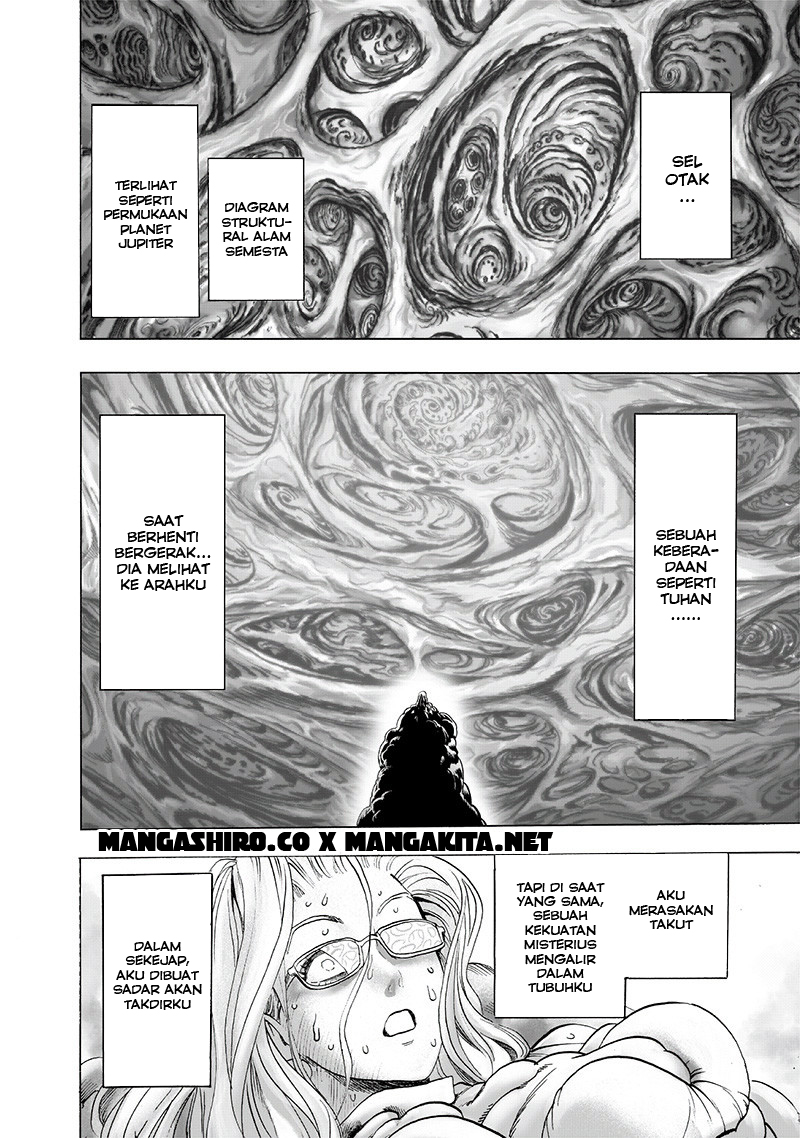 SEL
OTAK
...
DIAGRAM
STRUKTU-
RAL ALAM
SEMESTA
TERLIHAT
SEPERTI
PERMUKAAN
PLANET
JUPITER
SEBUAH
KEBERA-
DAAN
SEPERTI
TUHAN
......
SAAT
BERHENTI
BERGERAK...
DIA MELIHAT
KE ARAHKU
MANGASHIRO.CO X MANGAKITA.NET
AKU
MERASAKAN
TAKUT
TAPI DI SAAT
YANG SAMA,
SEBUAH
KEKUATAN
MISTERIUS
MENGALIR
DALAM
TUBUHKU
DALAM
SEKEJAP,
AKU DIBUAT
SADAR AKAN
TAKDIRKU